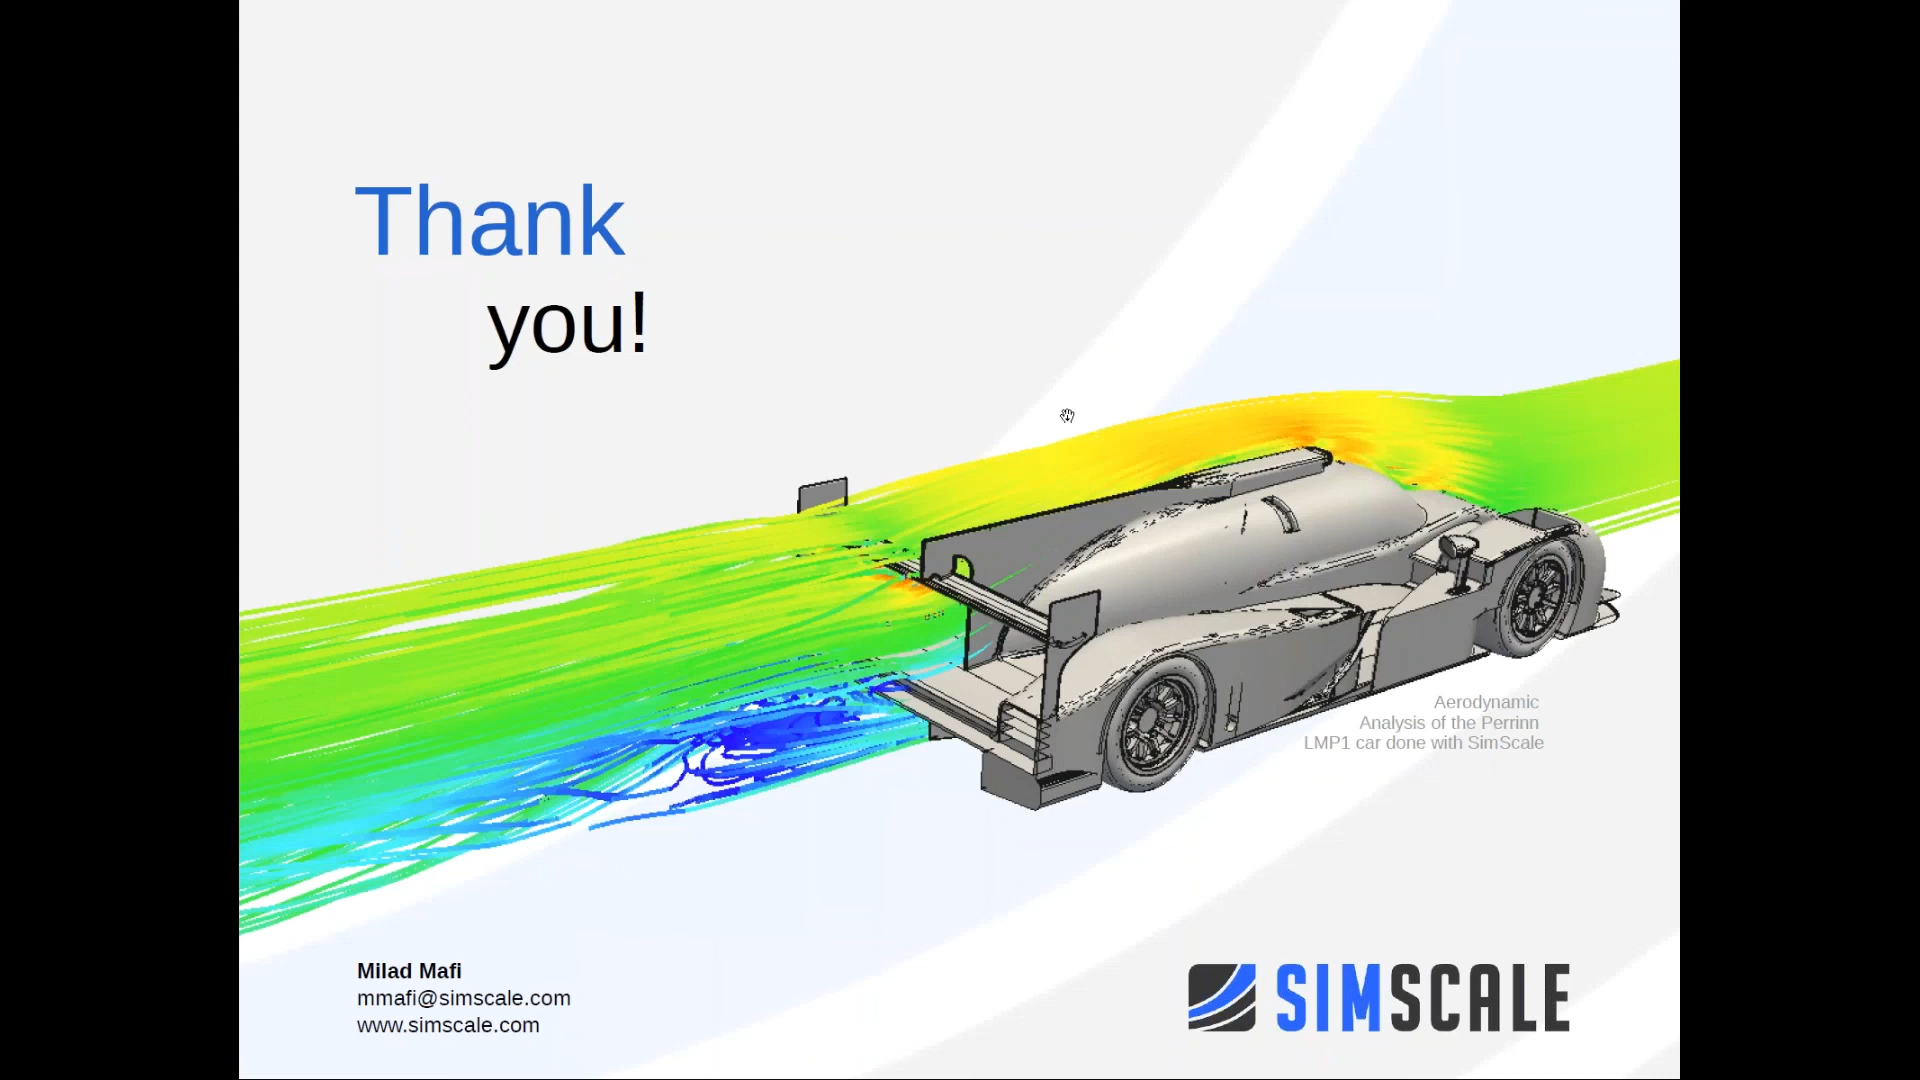 Thank
you!
Aerodynamic
Analysis of the Perrinn
LMP1 car done with SimScale
Milad Mafi
mmafi@simscale.com
www.simscale.com
SIMSCALE